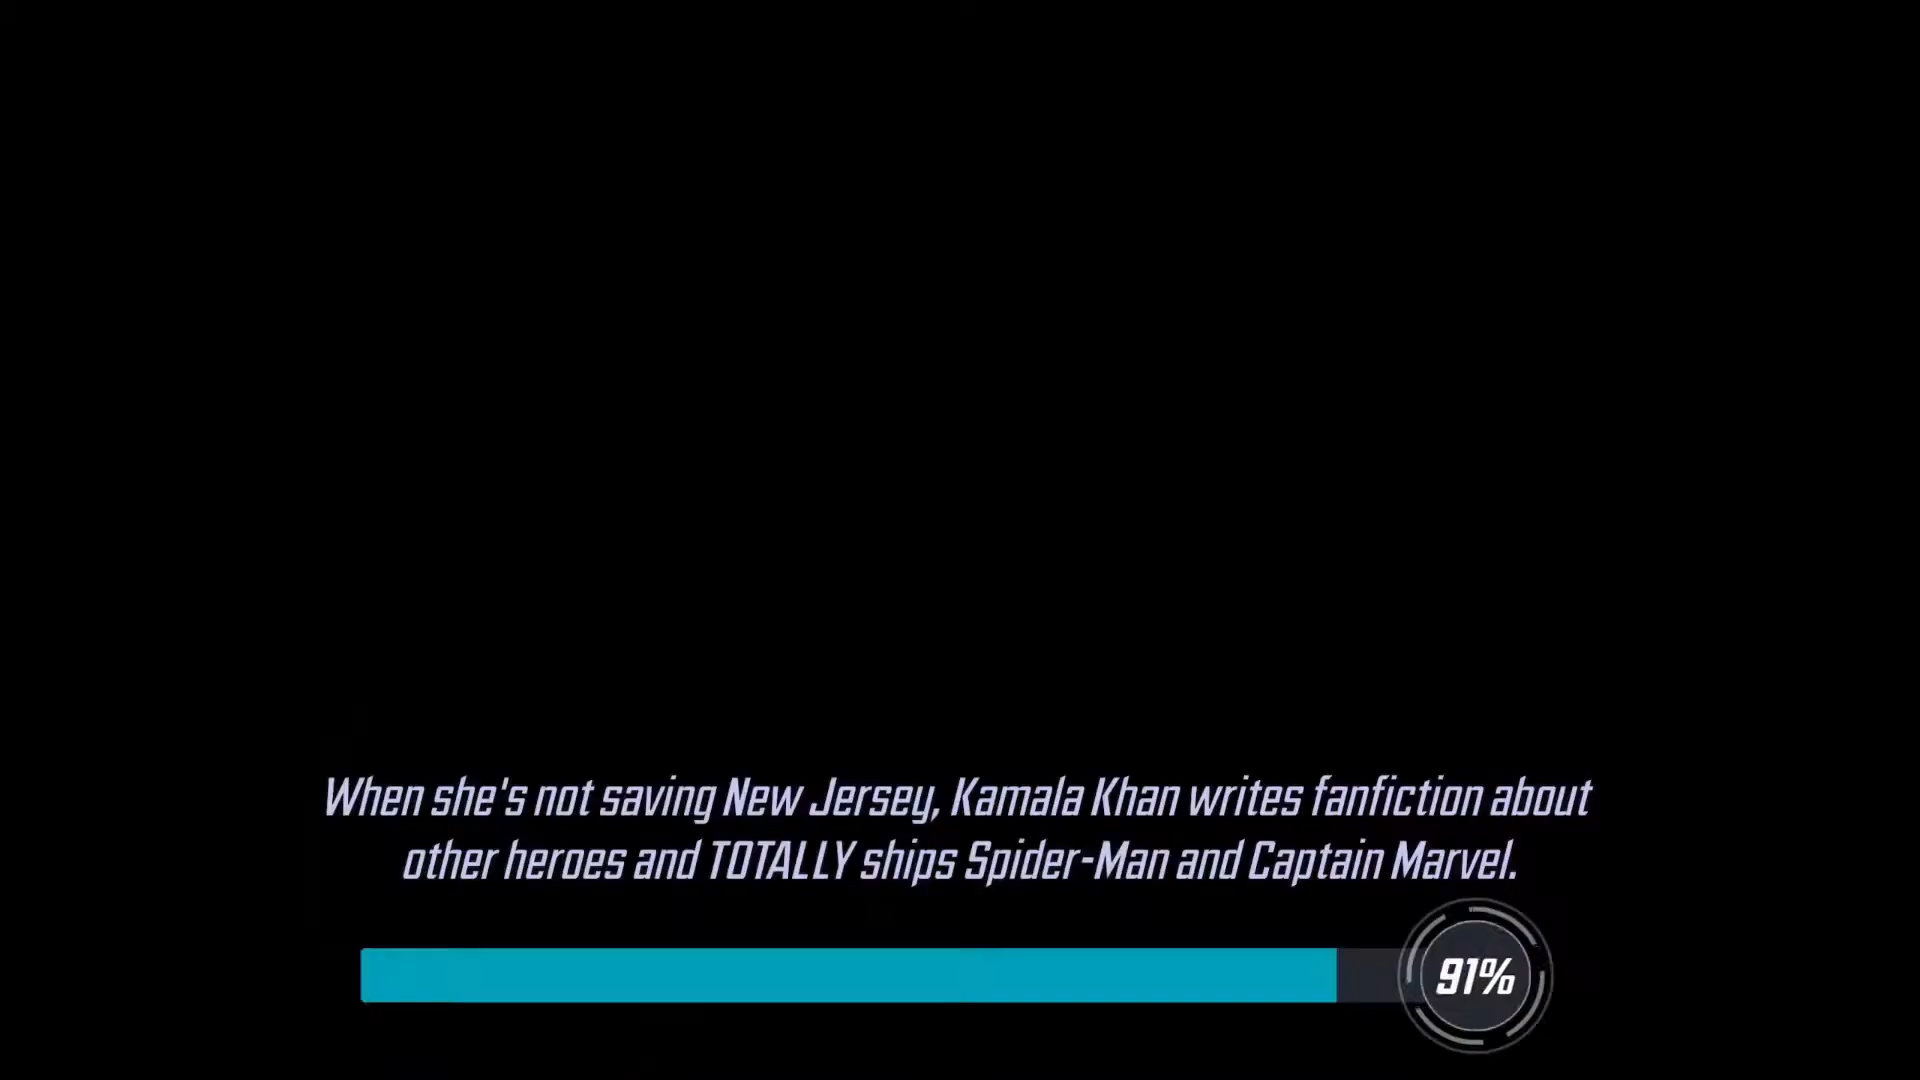 When she's not saving New Jersey, Kamala Khan writes fanfiction about
other heroes and TOTALLY ships Spider-Man and Captain Marvel.
91%